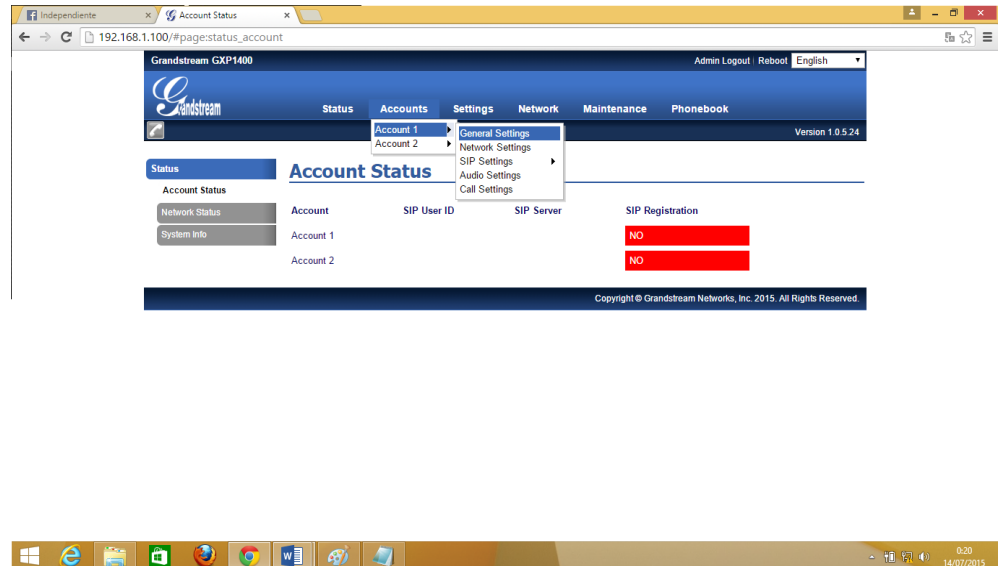 Independiente
Account Status
192.168.1.100/#page:status_account
Grandstream GXP1400
Admin Logout | Reboot English
Grandstream
Status Accounts Settings Network Maintenance Phonebook
Version 1.0.5.24
Account 1
Account 2
General Settings
Network Settings
SIP Settings
Audio Settings
Call Settings
Status
Account Status
Network Status
System Info
Account Status
Account SIP User ID SIP Server SIP Registration
Account 1 NO
Account 2 NO
Copyright © Grandstream Networks, Inc. 2015. All Rights Reserved.
0:20
14/07/2015